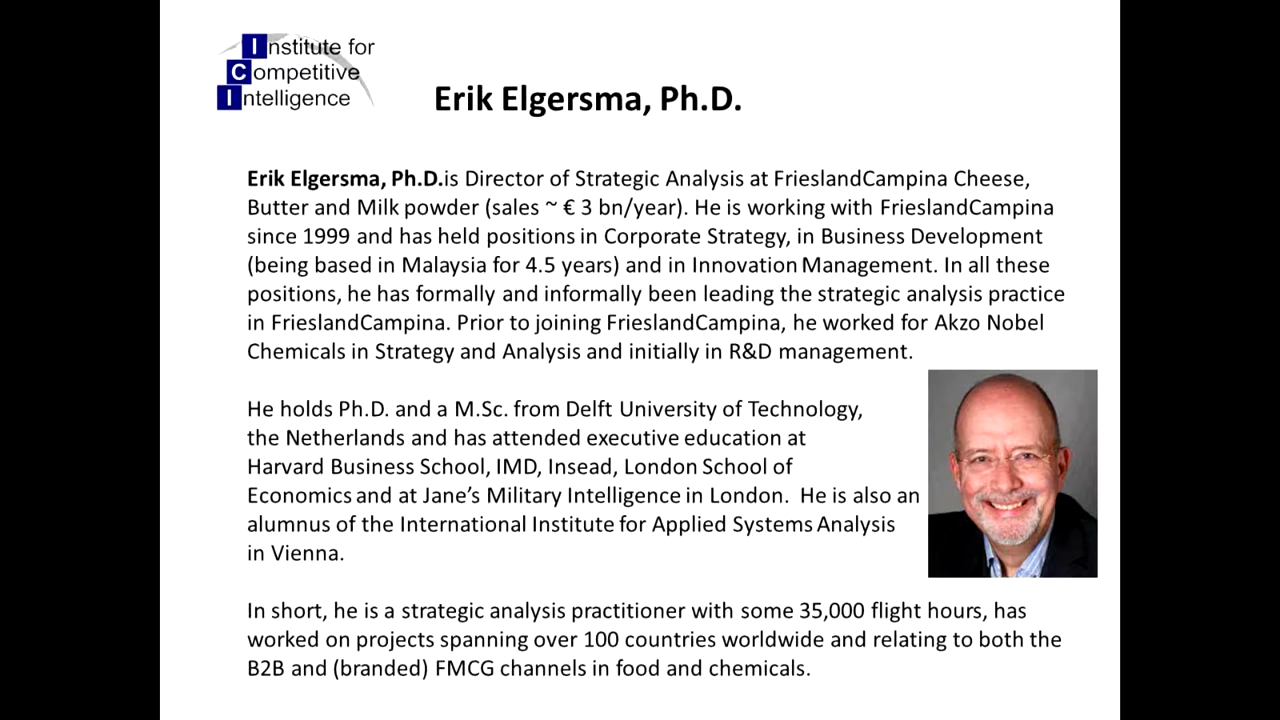 Institute for
Competitive
Intelligence
Erik Elgersma, Ph.D.
Erik Elgersma, Ph.D.is Director of Strategic Analysis at FrieslandCampina Cheese,
Butter and Milk powder (sales ~ € 3 bn/year). He is working with FrieslandCampina
since 1999 and has held positions in Corporate Strategy, in Business Development
(being based in Malaysia for 4.5 years) and in Innovation Management. In all these
positions, he has formally and informally been leading the strategic analysis practice
in FrieslandCampina. Prior to joining FrieslandCampina, he worked for Akzo Nobel
Chemicals in Strategy and Analysis and initially in R&D management.
He holds Ph.D. and a M.Sc. from Delft University of Technology,
the Netherlands and has attended executive education at
Harvard Business School, IMD, Insead, London School of
Economics and at Jane’s Military Intelligence in London. He is also an
alumnus of the International Institute for Applied Systems Analysis
in Vienna.
In short, he is a strategic analysis practitioner with some 35,000 flight hours, has
worked on projects spanning over 100 countries worldwide and relating to both the
B2B and (branded) FMCG channels in food and chemicals.